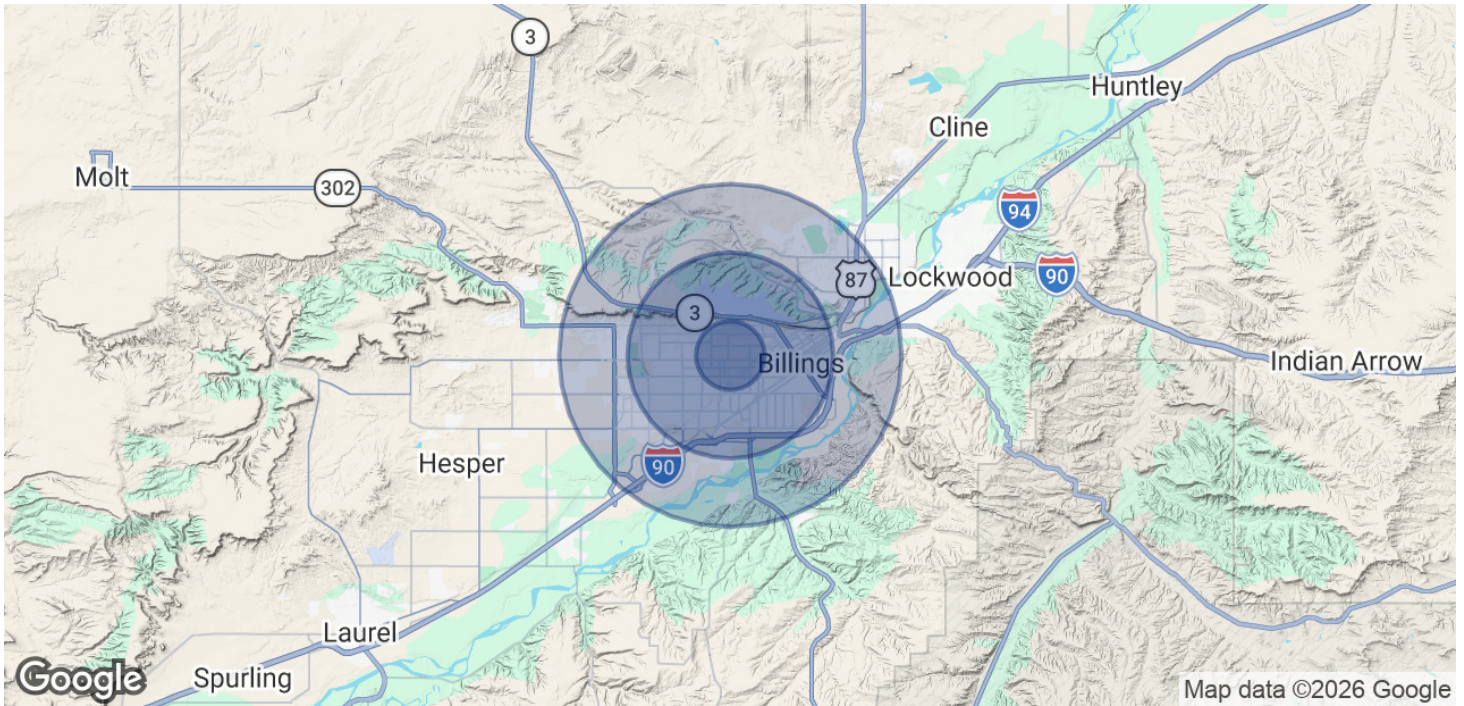 3
Huntley
Cline
Molt
302
94
87
Lockwood
90
3
Billings
Indian Arrow
Hesper
90
Laurel
Spurling
Google
Map data ©2026 Google